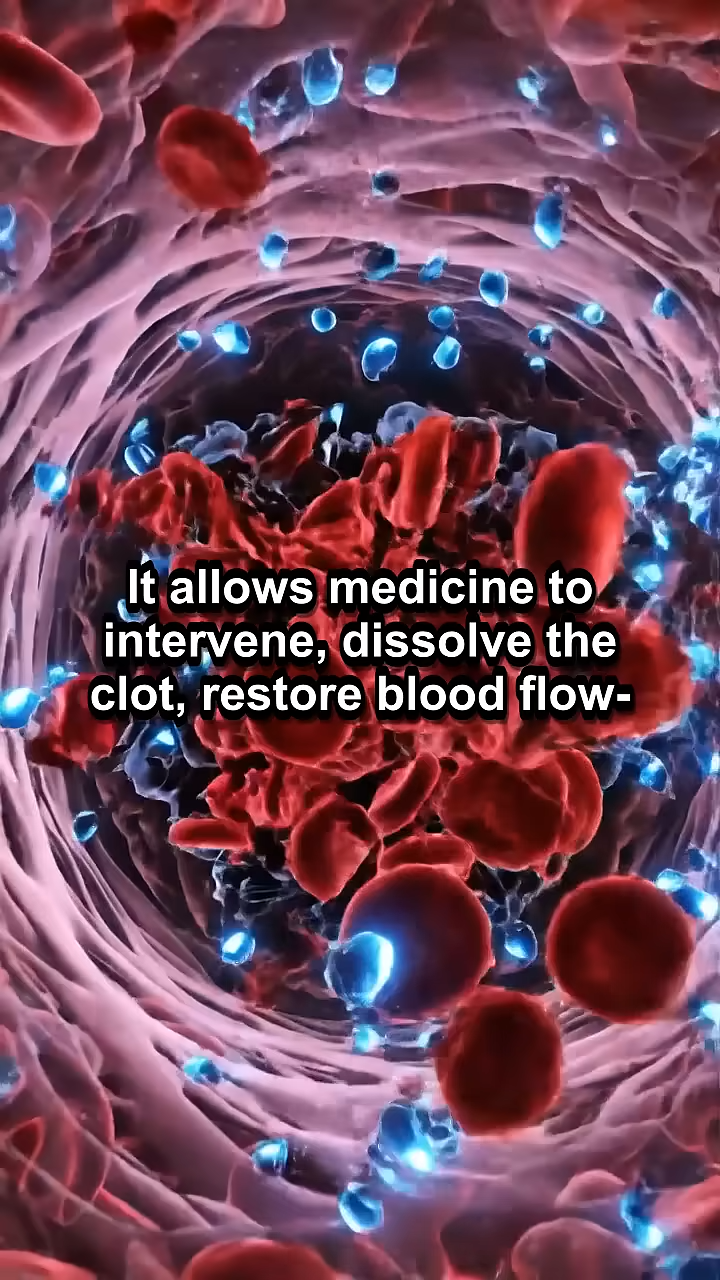 It allows medicine to
intervene, dissolve the
clot, restore blood flow-